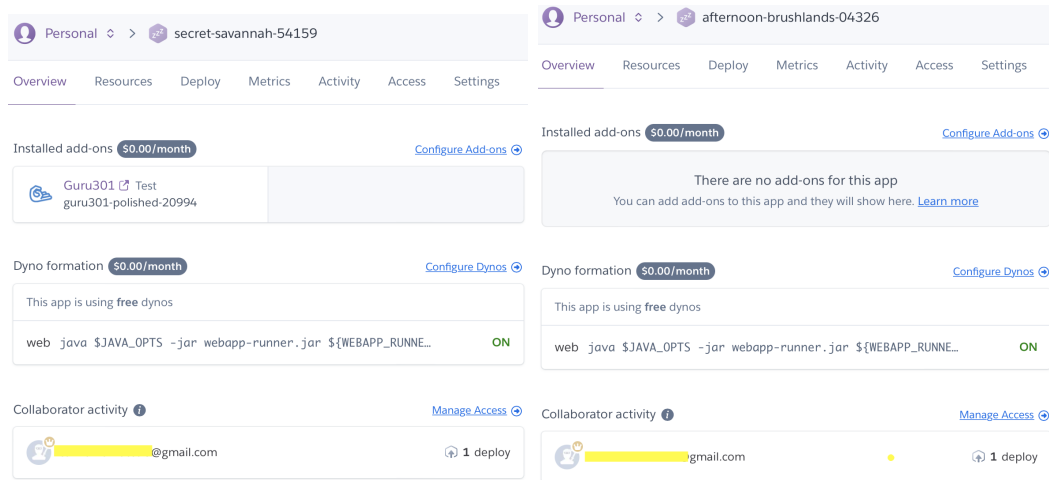 Personal > secret-savannah-54159
Overview Resources Deploy Metrics Activity Access Settings
Installed add-ons $0.00/month Configure Add-ons
Guru301 Test
guru301-polished-20994
Dyno formation $0.00/month Configure Dynos
This app is using free dynos
web java $JAVA_OPTS -jar webapp-runner.jar ${WEBAPP_RUNNE… ON
Collaborator activity i Manage Access
@gmail.com 1 deploy
Personal > afternoon-brushlands-04326
Overview Resources Deploy Metrics Activity Access Settings
Installed add-ons $0.00/month Configure Add-ons
There are no add-ons for this app
You can add add-ons to this app and they will show here. Learn more
Dyno formation $0.00/month Configure Dynos
This app is using free dynos
web java $JAVA_OPTS -jar webapp-runner.jar ${WEBAPP_RUNNE… ON
Collaborator activity i Manage Access
gmail.com 1 deploy